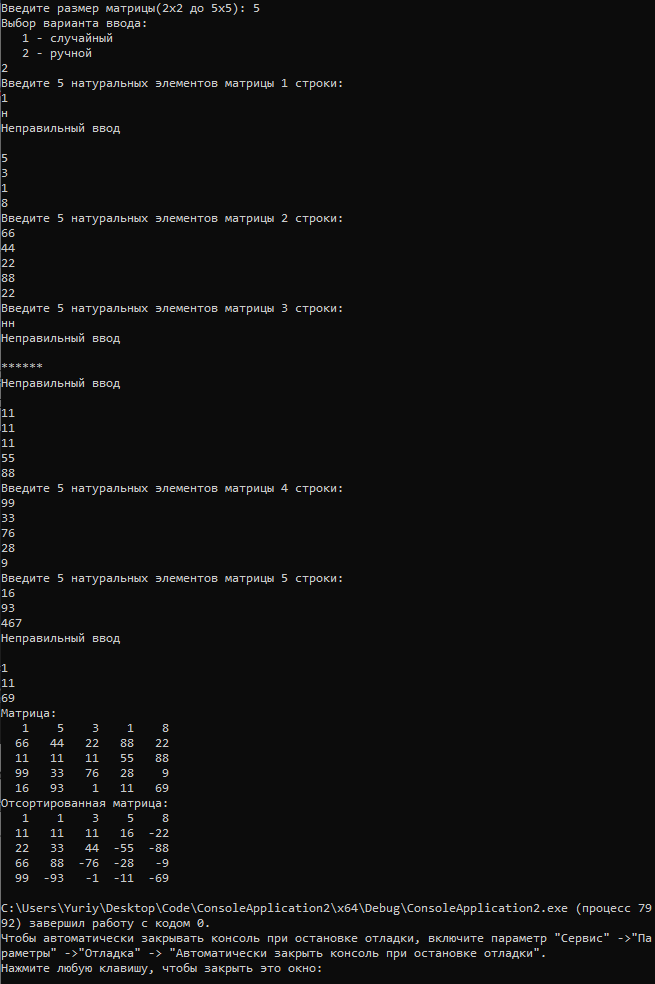 Введите размер матрицы(2x2 до 5x5): 5
Выбор варианта ввода:
   1 - случайный
   2 - ручной
2
Введите 5 натуральных элементов матрицы 1 строки:
1
н
Неправильный ввод

5
3
1
8
Введите 5 натуральных элементов матрицы 2 строки:
66
44
22
88
22
Введите 5 натуральных элементов матрицы 3 строки:
нн
Неправильный ввод

******
Неправильный ввод

11
11
11
55
88
Введите 5 натуральных элементов матрицы 4 строки:
99
33
76
28
9
Введите 5 натуральных элементов матрицы 5 строки:
16
93
467
Неправильный ввод

1
11
69
Матрица:
   1    5    3    1    8
  66   44   22   88   22
  11   11   11   55   88
  99   33   76   28    9
  16   93    1   11   69
Отсортированная матрица:
   1    1    3    5    8
  11   11   11   16  -22
  22   33   44  -55  -88
  66   88  -76  -28   -9
  99  -93   -1  -11  -69

C:\Users\Yuriy\Desktop\Code\ConsoleApplication2\x64\Debug\ConsoleApplication2.exe (процесс 79
92) завершил работу с кодом 0.
Чтобы автоматически закрывать консоль при остановке отладки, включите параметр "Сервис" ->"Па
раметры" ->"Отладка" -> "Автоматически закрыть консоль при остановке отладки".
Нажмите любую клавишу, чтобы закрыть это окно: